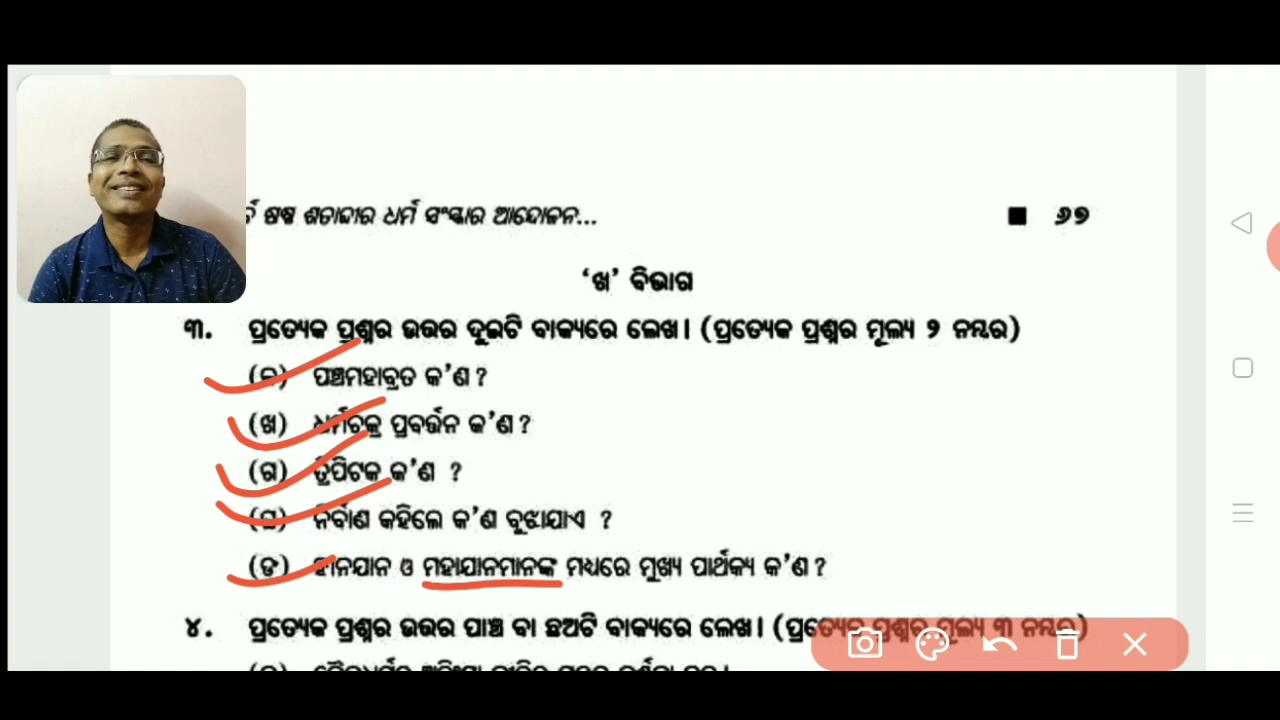 ଷଷ୍ଠ ଶତାବ୍ଦୀର ଧର୍ମ ସଂସ୍କାର ଆନ୍ଦୋଳନ... ■ ୬୭
‘ଖ’ ବିଭାଗ
୩. ପ୍ରତ୍ୟେକ ପ୍ରଶ୍ନର ଉତ୍ତର ଦୁଇଟି ବାକ୍ୟରେ ଲେଖ। (ପ୍ରତ୍ୟେକ ପ୍ରଶ୍ନର ମୂଲ୍ୟ ୨ ନମ୍ବର)
(କ) ପଞ୍ଚମହାବ୍ରତ କ’ଣ ?
(ଖ) ଧର୍ମଚକ୍ର ପ୍ରବର୍ତ୍ତନ କ’ଣ ?
(ଗ) ତ୍ରିପିଟକ କ’ଣ ?
(ଘ) ନିର୍ବାଣ କହିଲେ କ’ଣ ବୁଝାଯାଏ ?
(ଙ) ହୀନଯାନ ଓ ମହାଯାନମାନଙ୍କ ମଧ୍ୟରେ ମୁଖ୍ୟ ପାର୍ଥକ୍ୟ କ’ଣ ?
୪. ପ୍ରତ୍ୟେକ ପ୍ରଶ୍ନର ଉତ୍ତର ପାଞ୍ଚ ବା ଛଅଟି ବାକ୍ୟରେ ଲେଖ। (ପ୍ରତ୍ୟେକ ପ୍ରଶ୍ନର ମୂଲ୍ୟ ୩ ନମ୍ବର)